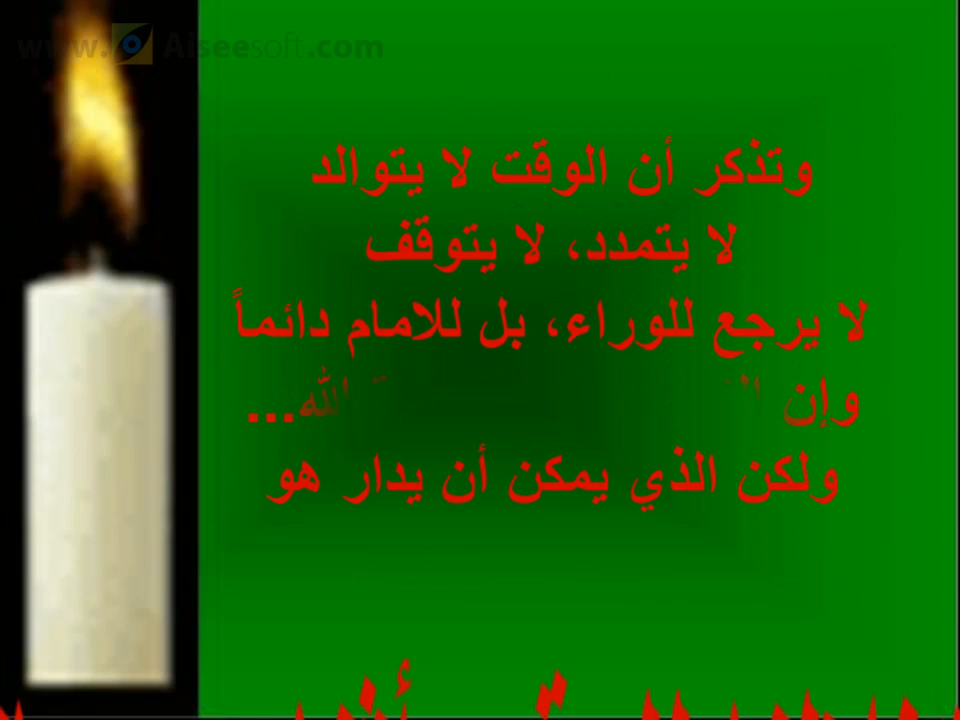 www.Aiseesoft.com
وتذكر أن الوقت لا يتوالد
لا يتمدد، لا يتوقف
لا يرجع للوراء، بل للامام دائماً
وإن الله...
ولكن الذي يمكن أن يدار هو